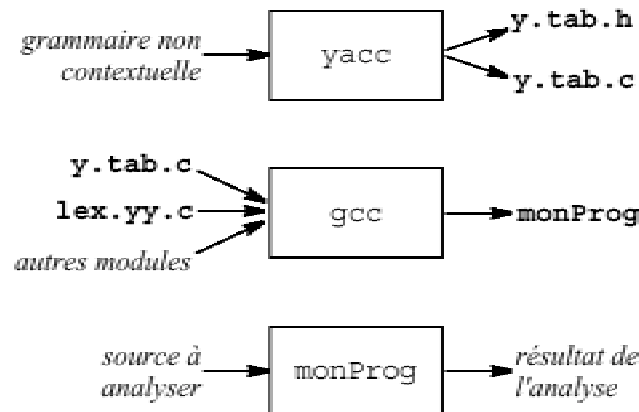 grammaire non
contextuelle
yacc
y.tab.h
y.tab.c
y.tab.c
lex.yy.c
autres modules
gcc
monProg
source à
analyser
monProg
résultat de
l'analyse